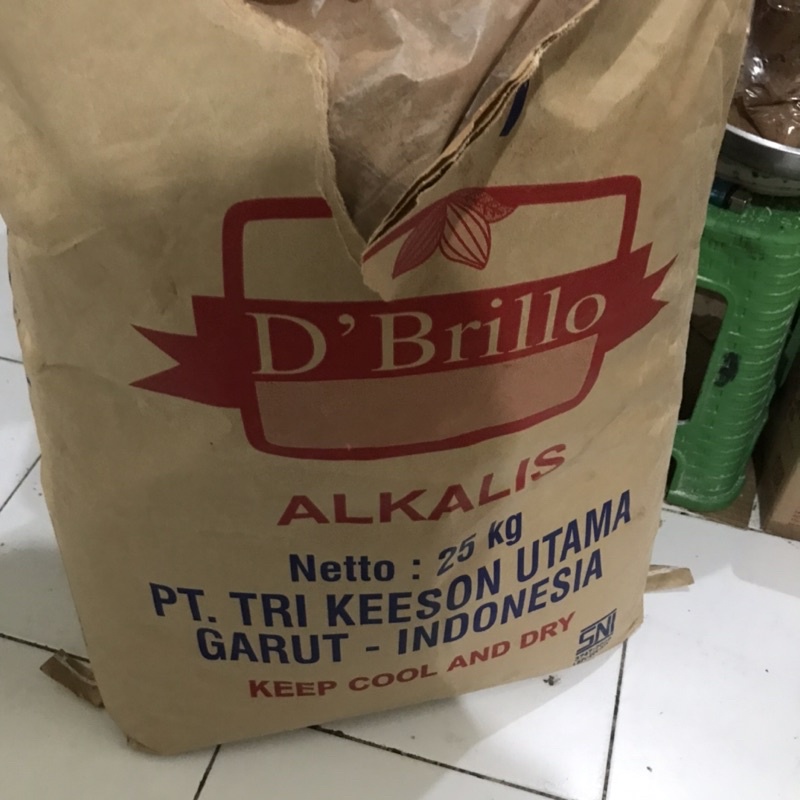 D’Brillo
ALKALIS
Netto : 25 kg
PT. TRI KEESON UTAMA
GARUT - INDONESIA
KEEP COOL AND DRY
SNI